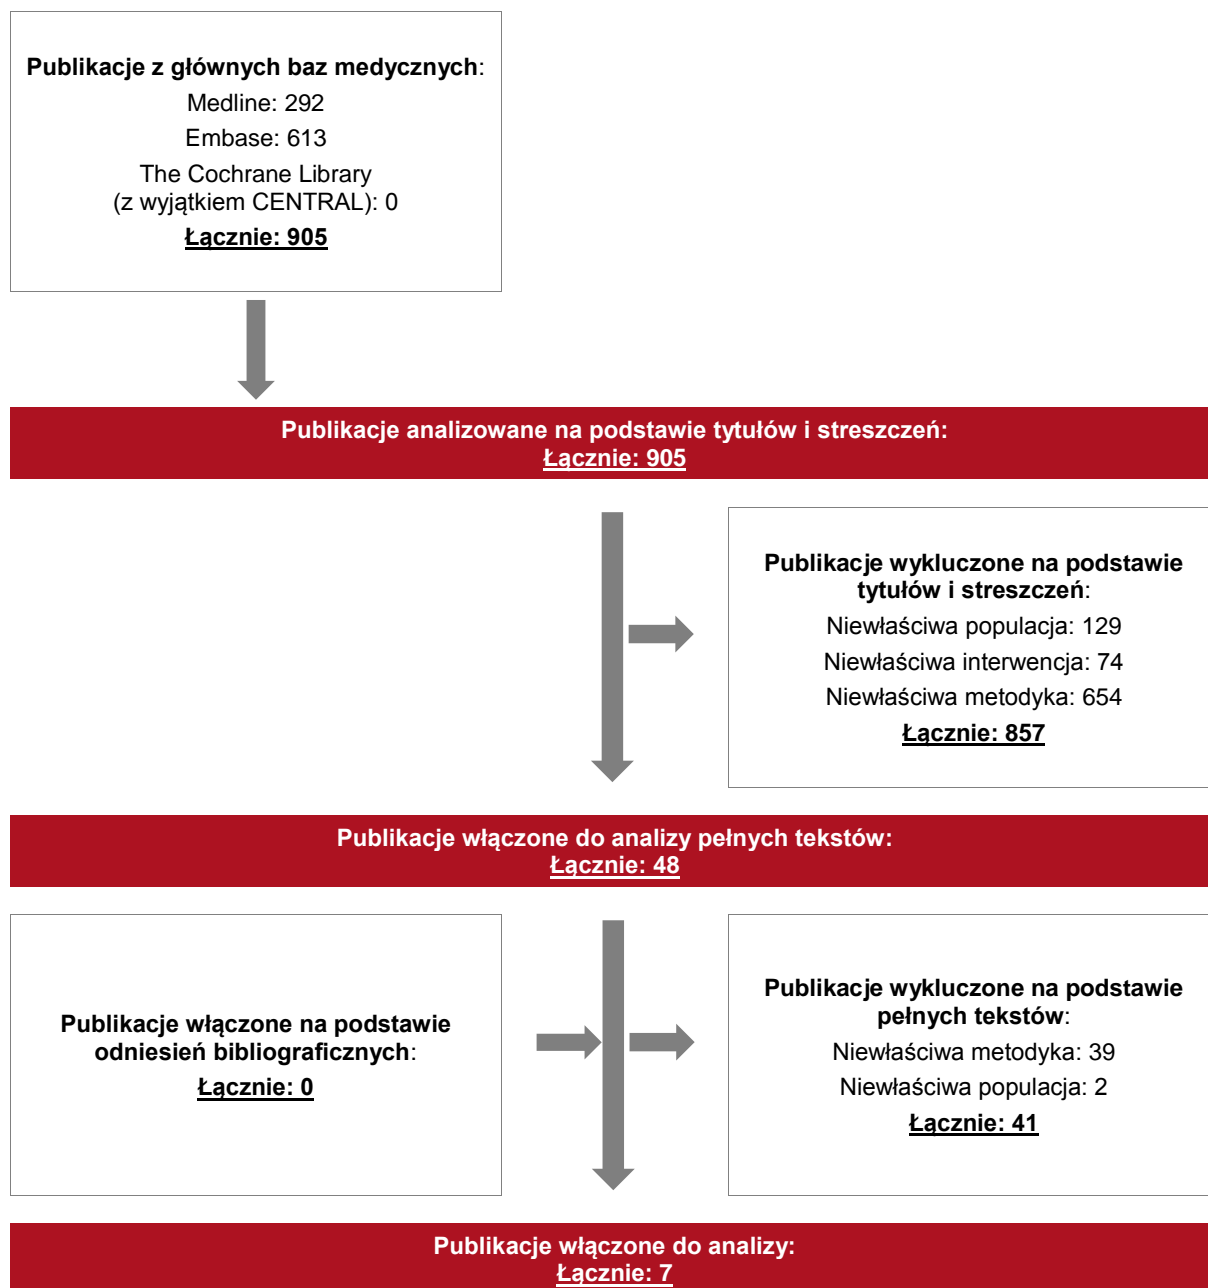 Publikacje z głównych baz medycznych:
Medline: 292
Embase: 613
The Cochrane Library
(z wyjątkiem CENTRAL): 0
Łącznie: 905
Publikacje analizowane na podstawie tytułów i streszczeń:
Łącznie: 905
Publikacje wykluczone na podstawie
tytułów i streszczeń:
Niewłaściwa populacja: 129
Niewłaściwa interwencja: 74
Niewłaściwa metodyka: 654
Łącznie: 857
Publikacje włączone do analizy pełnych tekstów:
Łącznie: 48
Publikacje włączone na podstawie
odniesień bibliograficznych:
Łącznie: 0
Publikacje wykluczone na podstawie
pełnych tekstów:
Niewłaściwa metodyka: 39
Niewłaściwa populacja: 2
Łącznie: 41
Publikacje włączone do analizy:
Łącznie: 7